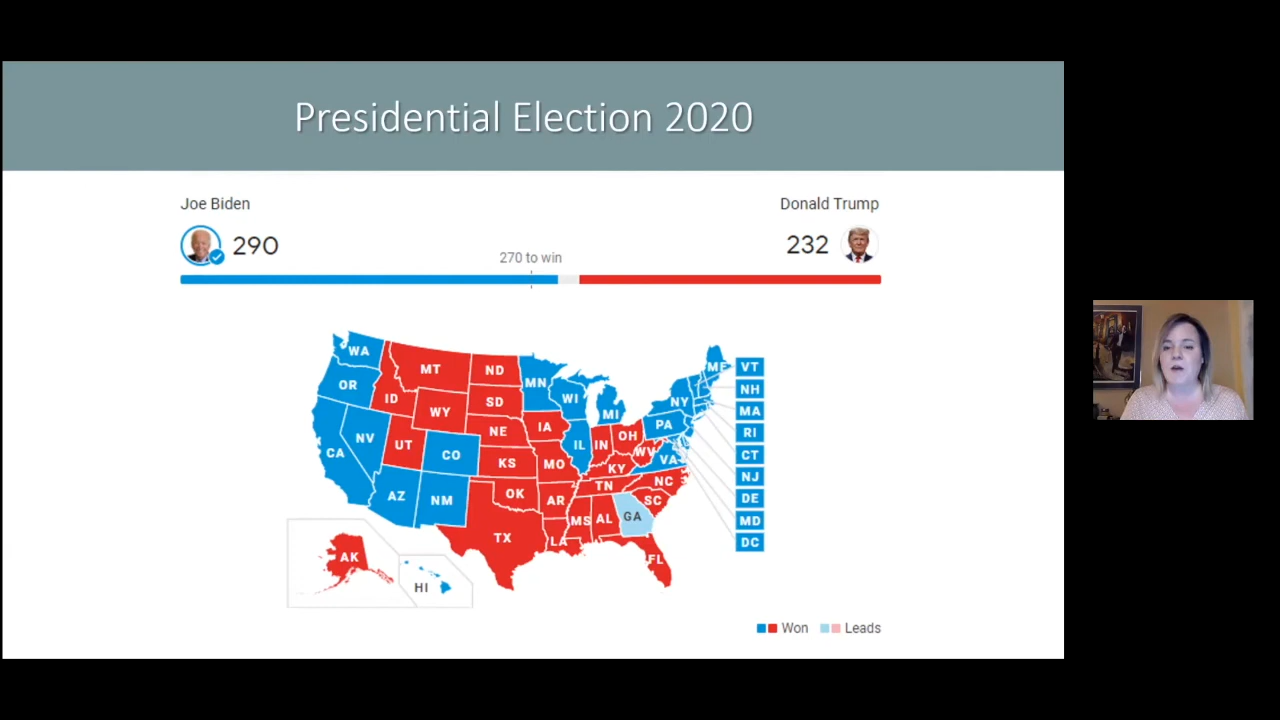 Presidential Election 2020
Joe Biden
Donald Trump
290
232
270 to win
WA
MT
ND
MN
ME
VT
OR
ID
SD
WI
NY
NH
WY
MI
MA
NE
IA
PA
RI
NV
UT
CO
IL
IN
OH
WV
VA
CT
CA
KS
MO
KY
NJ
AZ
NM
OK
AR
TN
NC
DE
MS
AL
GA
SC
MD
TX
LA
FL
DC
AK
HI
Won
Leads